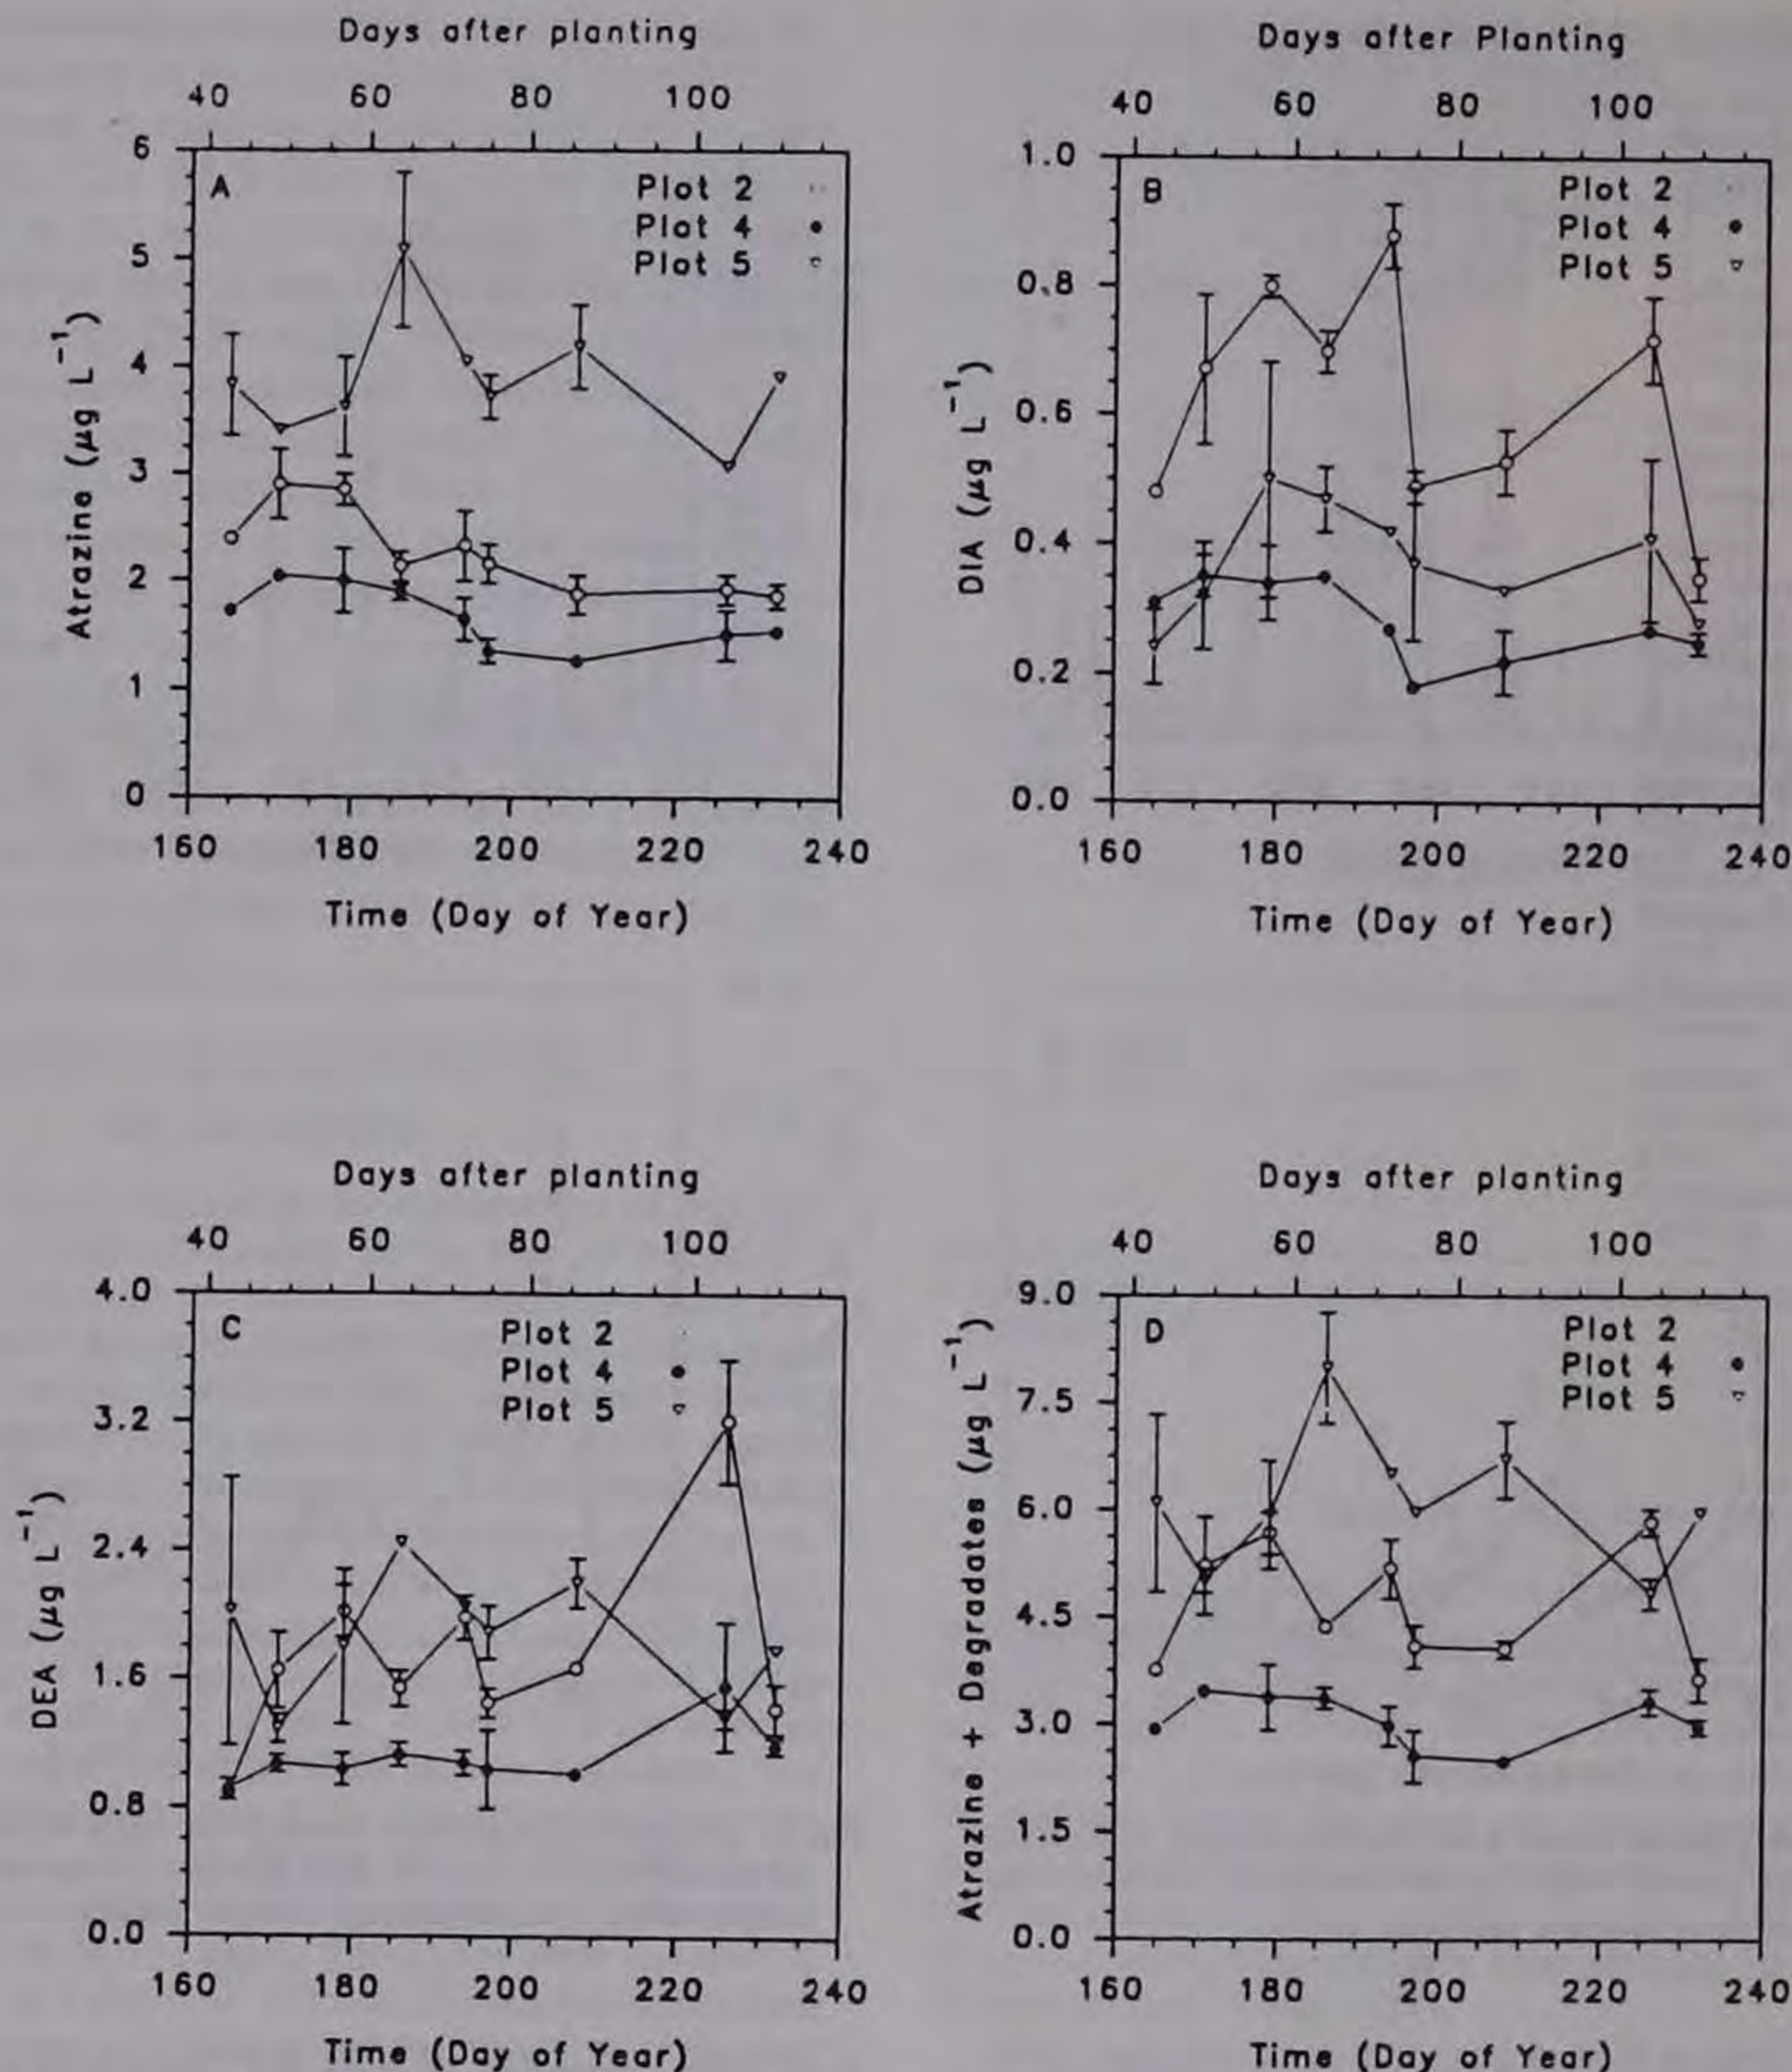 Days after planting
40 60 80 100
6
5
4
3
2
1
0
Atrazine (µg L⁻¹)
A
Plot 2
Plot 4
Plot 5
160 180 200 220 240
Time (Day of Year)
Days after Planting
40 60 80 100
1.0
0.8
0.6
0.4
0.2
0.0
DIA (µg L⁻¹)
B
Plot 2
Plot 4
Plot 5
160 180 200 220 240
Time (Day of Year)
Days after planting
40 60 80 100
4.0
3.2
2.4
1.6
0.8
0.0
DEA (µg L⁻¹)
C
Plot 2
Plot 4
Plot 5
160 180 200 220 240
Time (Day of Year)
Days after planting
40 60 80 100
9.0
7.5
6.0
4.5
3.0
1.5
0.0
Atrazine + Degradates (µg L⁻¹)
D
Plot 2
Plot 4
Plot 5
160 180 200 220 240
Time (Day of Year)